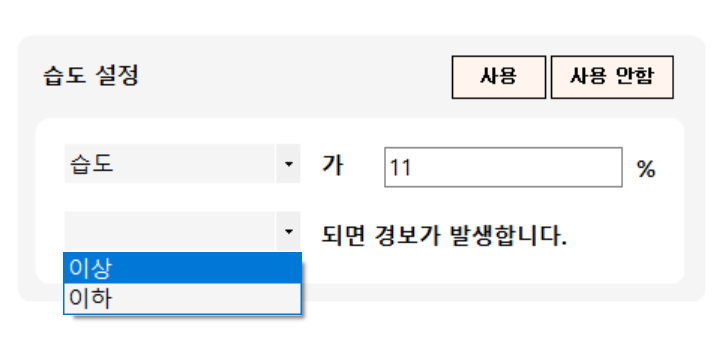 습도 설정 사용 사용 안함
습도 가 11 %
되면 경보가 발생합니다.
이상
이하